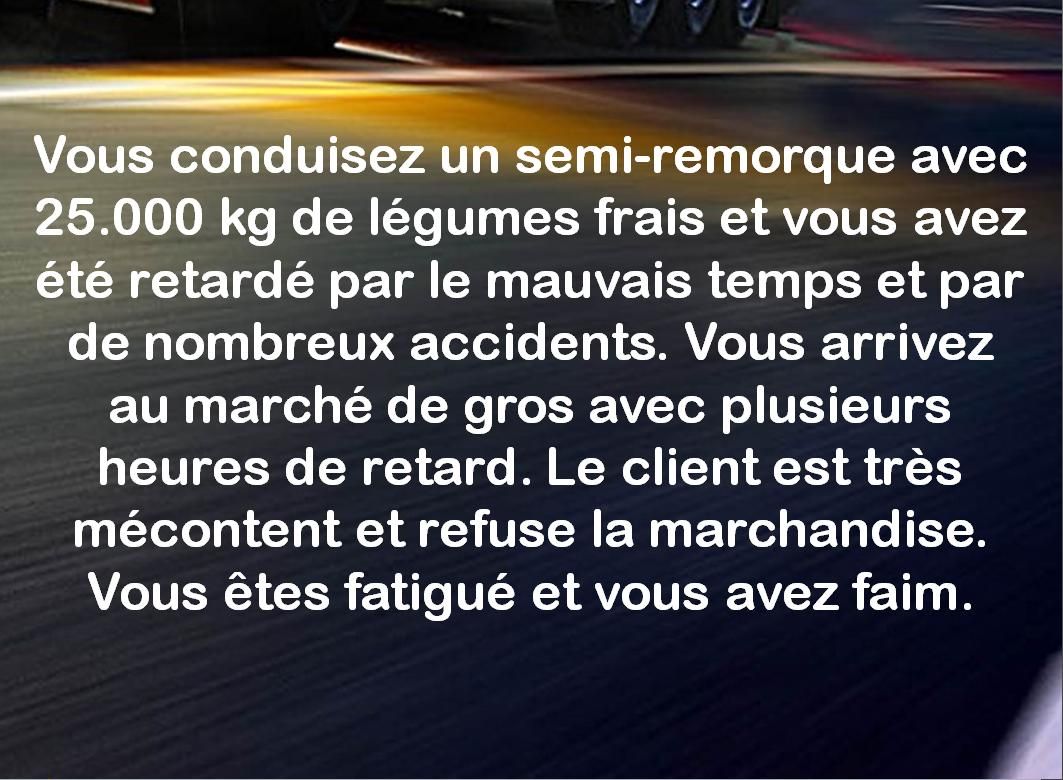 Vous conduisez un semi-remorque avec
25.000 kg de légumes frais et vous avez
été retardé par le mauvais temps et par
de nombreux accidents. Vous arrivez
au marché de gros avec plusieurs
heures de retard. Le client est très
mécontent et refuse la marchandise.
Vous êtes fatigué et vous avez faim.